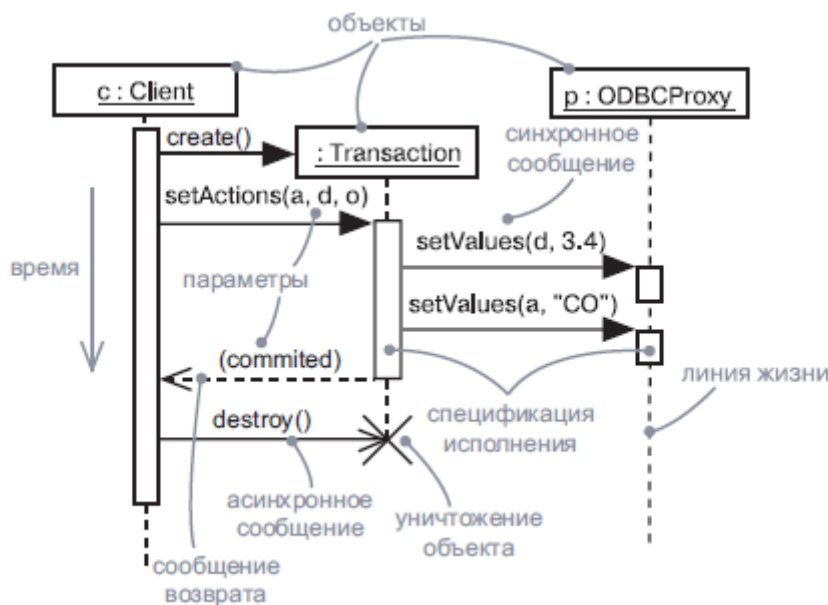 объекты
c : Client
p : ODBCProxy
create()
: Transaction
синхронное
сообщение
setActions(a, d, o)
setValues(d, 3.4)
время
параметры
setValues(a, "CO")
(commited)
линия жизни
destroy()
спецификация
исполнения
асинхронное
сообщение
уничтожение
объекта
сообщение
возврата